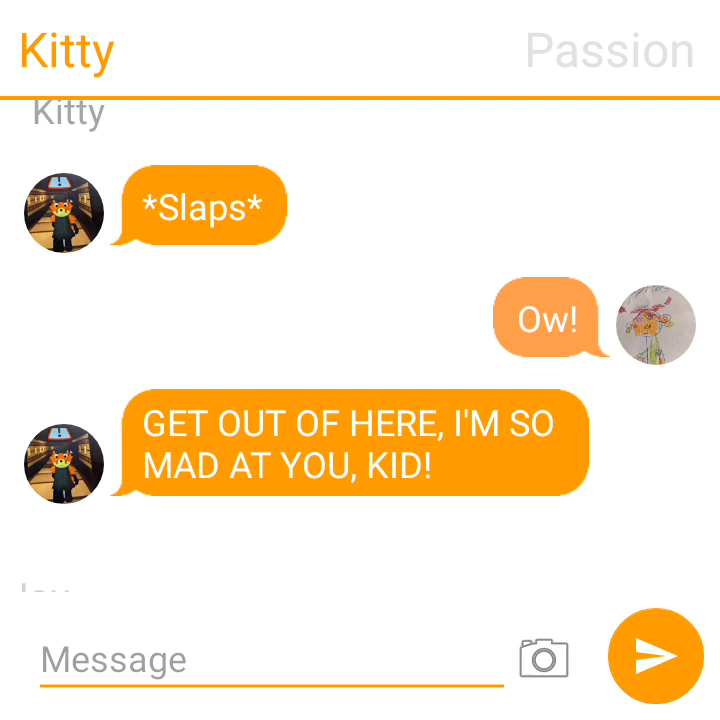 Kitty
Passion
Kitty
*Slaps*
Ow!
GET OUT OF HERE, I'M SO
MAD AT YOU, KID!
Message